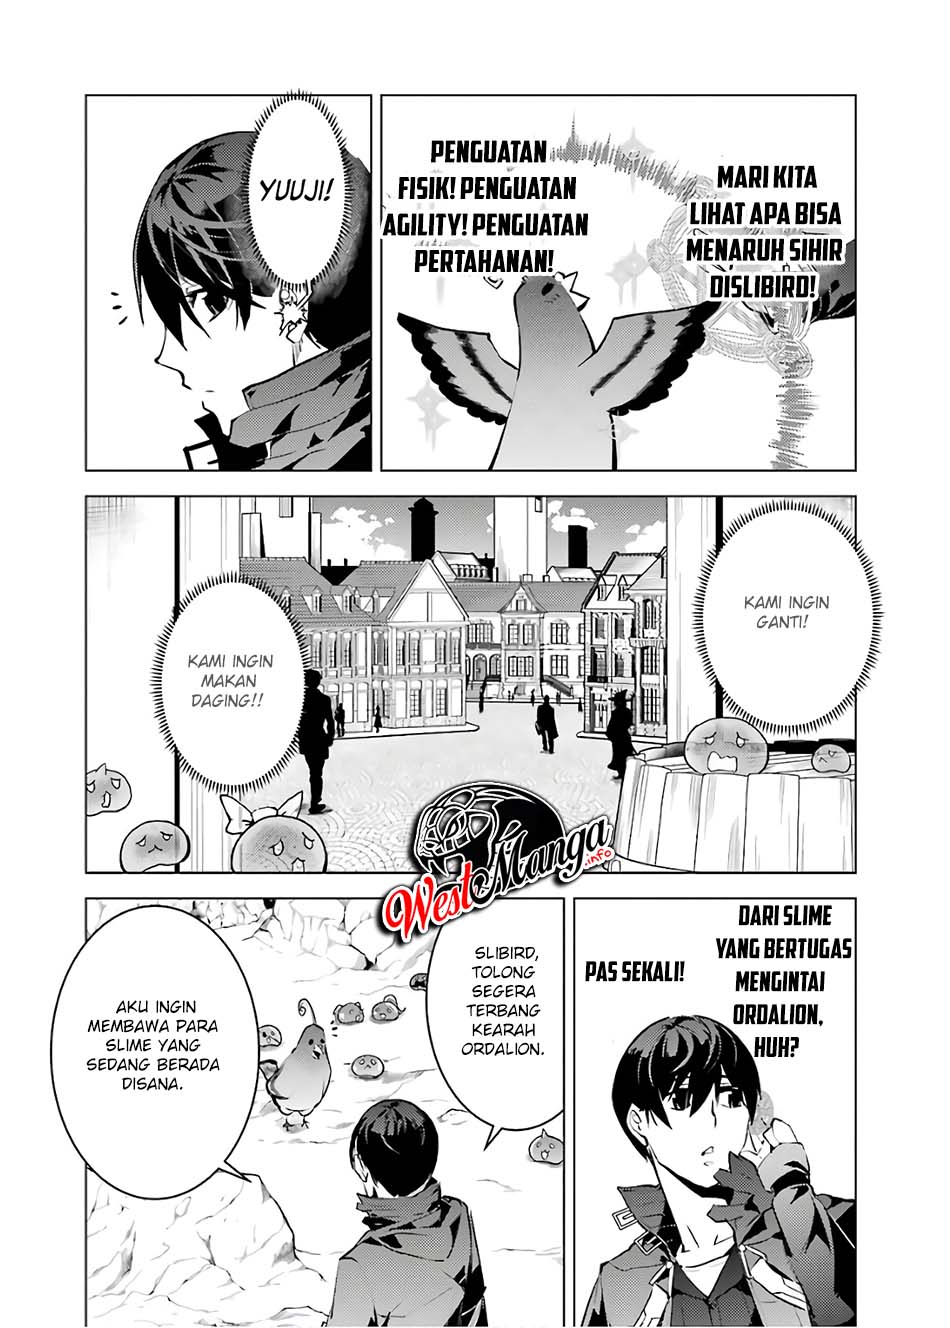 MARI KITA
LIHAT APA BISA
MENARUH SIHIR
DISLIBIRD!
PENGUATAN
FISIK! PENGUATAN
AGILITY! PENGUATAN
PERTAHANAN!
YUUJI!
KAMI INGIN
GANTI!
KAMI INGIN
MAKAN
DAGING!!
WestManga
.info
DARI SLIME
YANG BERTUGAS
MENGINTAI
ORDALION,
HUH?
PAS SEKALI!
SLIBIRD,
TOLONG
SEGERA
TERBANG
KEARAH
ORDALION.
AKU INGIN
MEMBAWA PARA
SLIME YANG
SEDANG BERADA
DISANA.